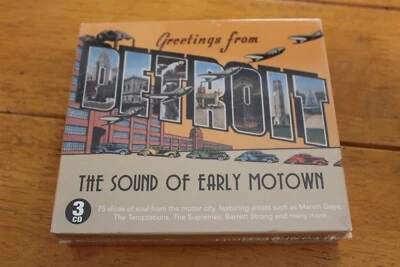 Greetings from
DETROIT
THE SOUND OF EARLY MOTOWN
3
CD
75 slices of soul from the motor city, featuring artists such as Marvin Gaye,
The Temptations, The Supremes, Barrett Strong and many more...